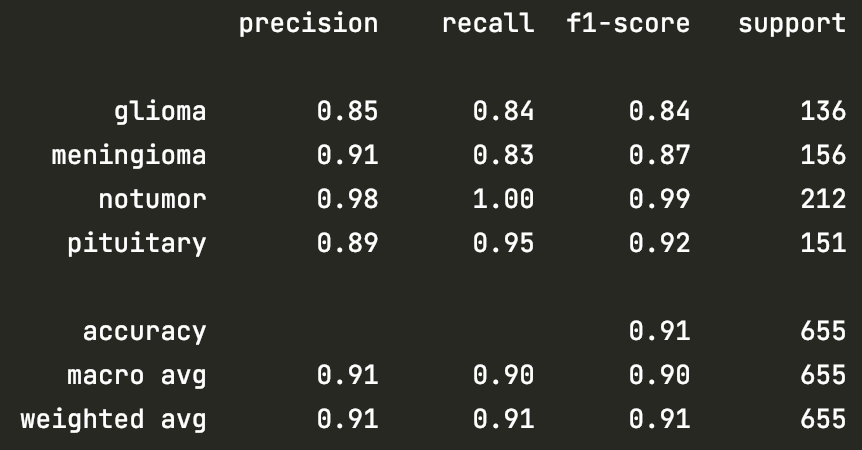 precision recall f1-score support
glioma 0.85 0.84 0.84 136
meningioma 0.91 0.83 0.87 156
notumor 0.98 1.00 0.99 212
pituitary 0.89 0.95 0.92 151
accuracy 0.91 655
macro avg 0.91 0.90 0.90 655
weighted avg 0.91 0.91 0.91 655